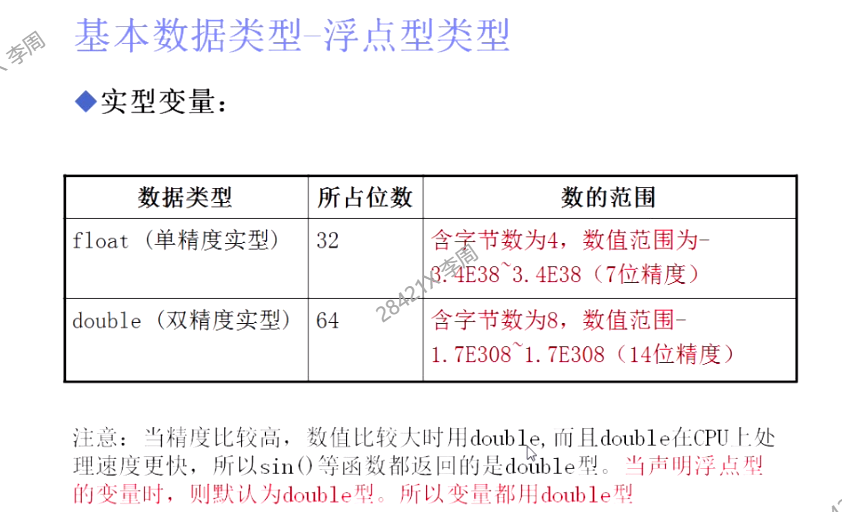 基本数据类型-浮点型类型
李周
◆实型变量:
数据类型 所占位数 数的范围
float (单精度实型) 32 含字节数为4，数值范围为-
3.4E38~3.4E38（7位精度）
28421X 李周
double (双精度实型) 64 含字节数为8，数值范围-
1.7E308~1.7E308（14位精度）
注意: 当精度比较高，数值比较大时用double,而且double在CPU上处
理速度更快，所以sin()等函数都返回的是double型。当声明浮点型
的变量时，则默认为double型。所以变量都用double型